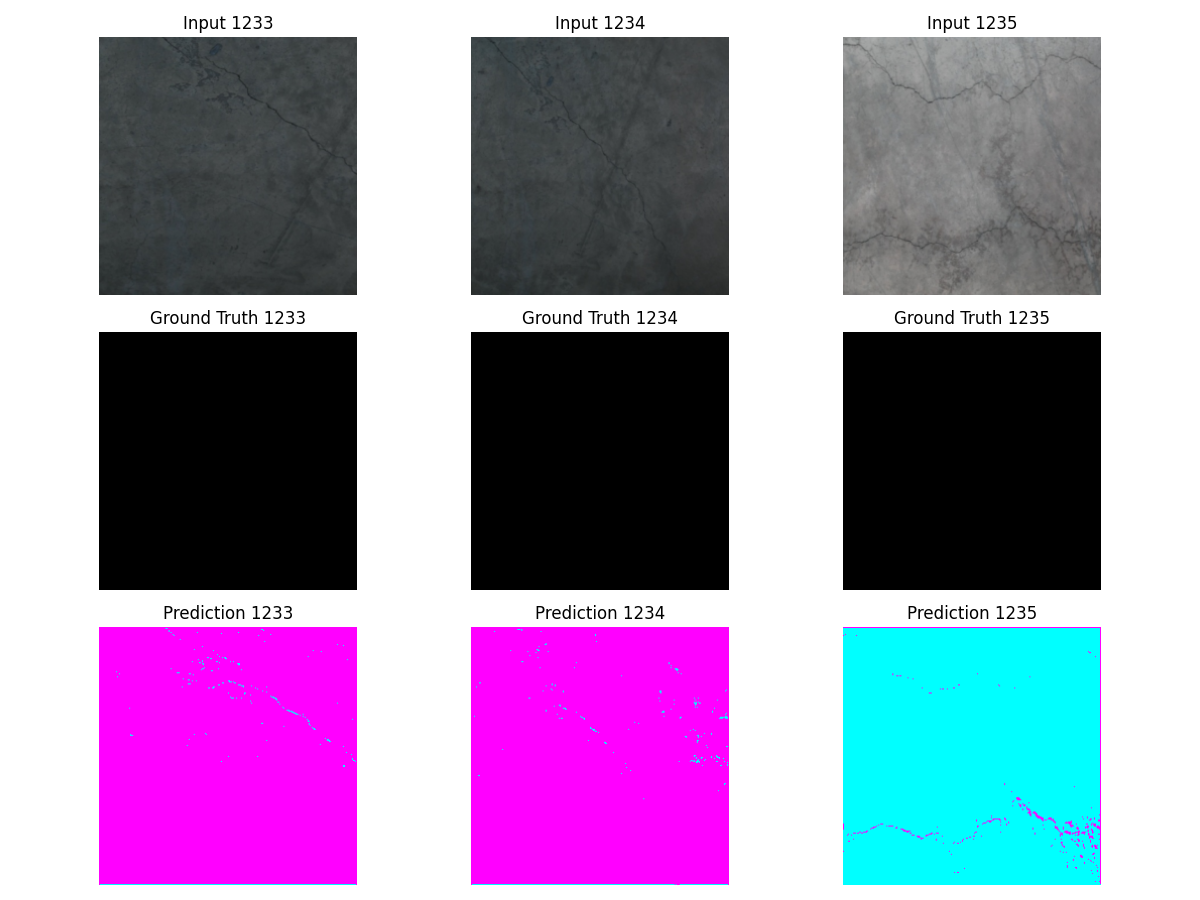 Input 1233
Input 1234
Input 1235
Ground Truth 1233
Ground Truth 1234
Ground Truth 1235
Prediction 1233
Prediction 1234
Prediction 1235